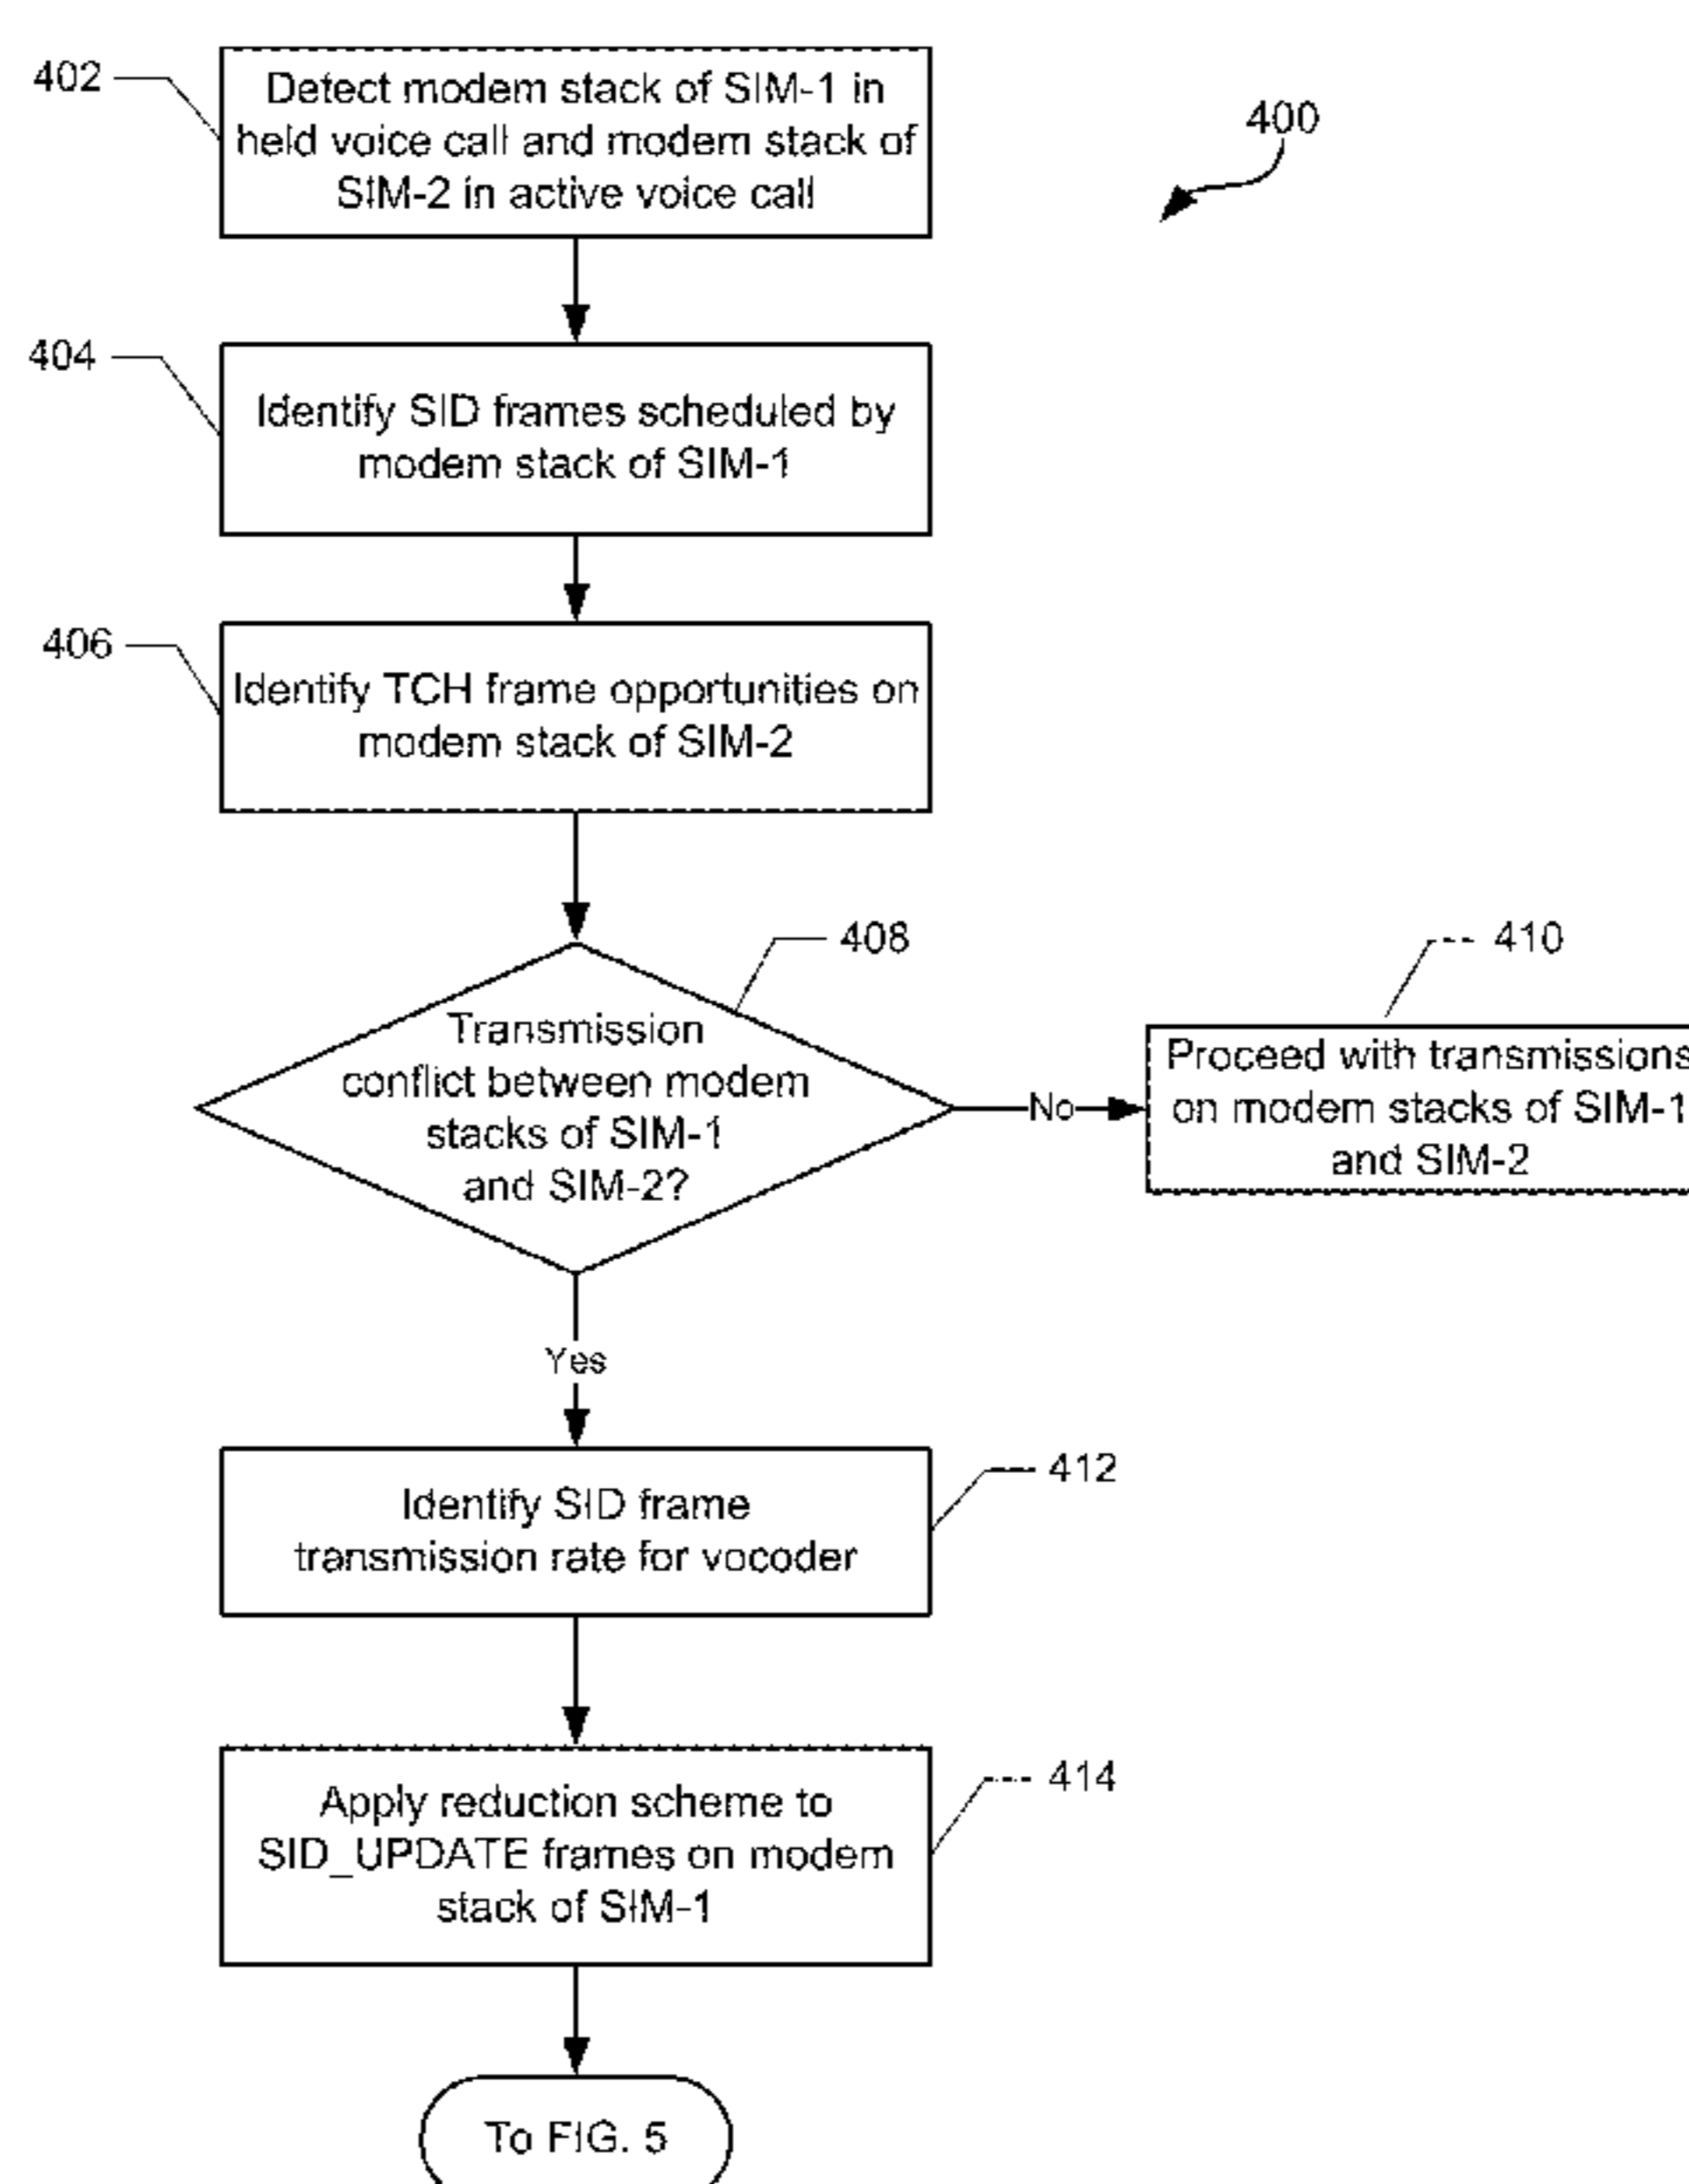 402
Detect modem stack of SIM-1 in
held voice call and modem stack of
SIM-2 in active voice call
400
404
Identify SID frames scheduled by
modem stack of SIM-1
406
Identify TCH frame opportunities on
modem stack of SIM-2
408
Transmission
conflict between modem
stacks of SIM-1
and SIM-2?
No
410
Proceed with transmissions
on modem stacks of SIM-1
and SIM-2
Yes
412
Identify SID frame
transmission rate for vocoder
414
Apply reduction scheme to
SID_UPDATE frames on modem
stack of SIM-1
To FIG. 5